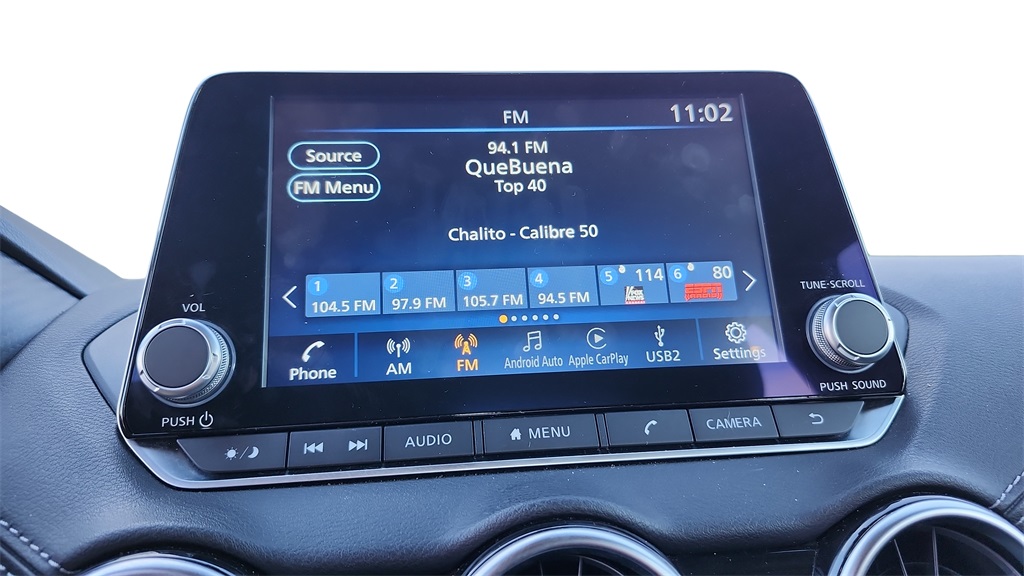 FM
11:02
Source
94.1 FM
QueBuena
FM Menu
Top 40
Chalito - Calibre 50
1
104.5 FM
2
97.9 FM
3
105.7 FM
4
94.5 FM
5
114
FOX NEWS
6
80
Phone
AM
FM
Android Auto
Apple CarPlay
USB2
Settings
VOL
PUSH
TUNE·SCROLL
PUSH SOUND
AUDIO
MENU
CAMERA